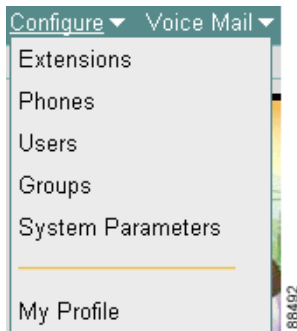 Configure Voice Mail
Extensions
Phones
Users
Groups
System Parameters
My Profile
88492